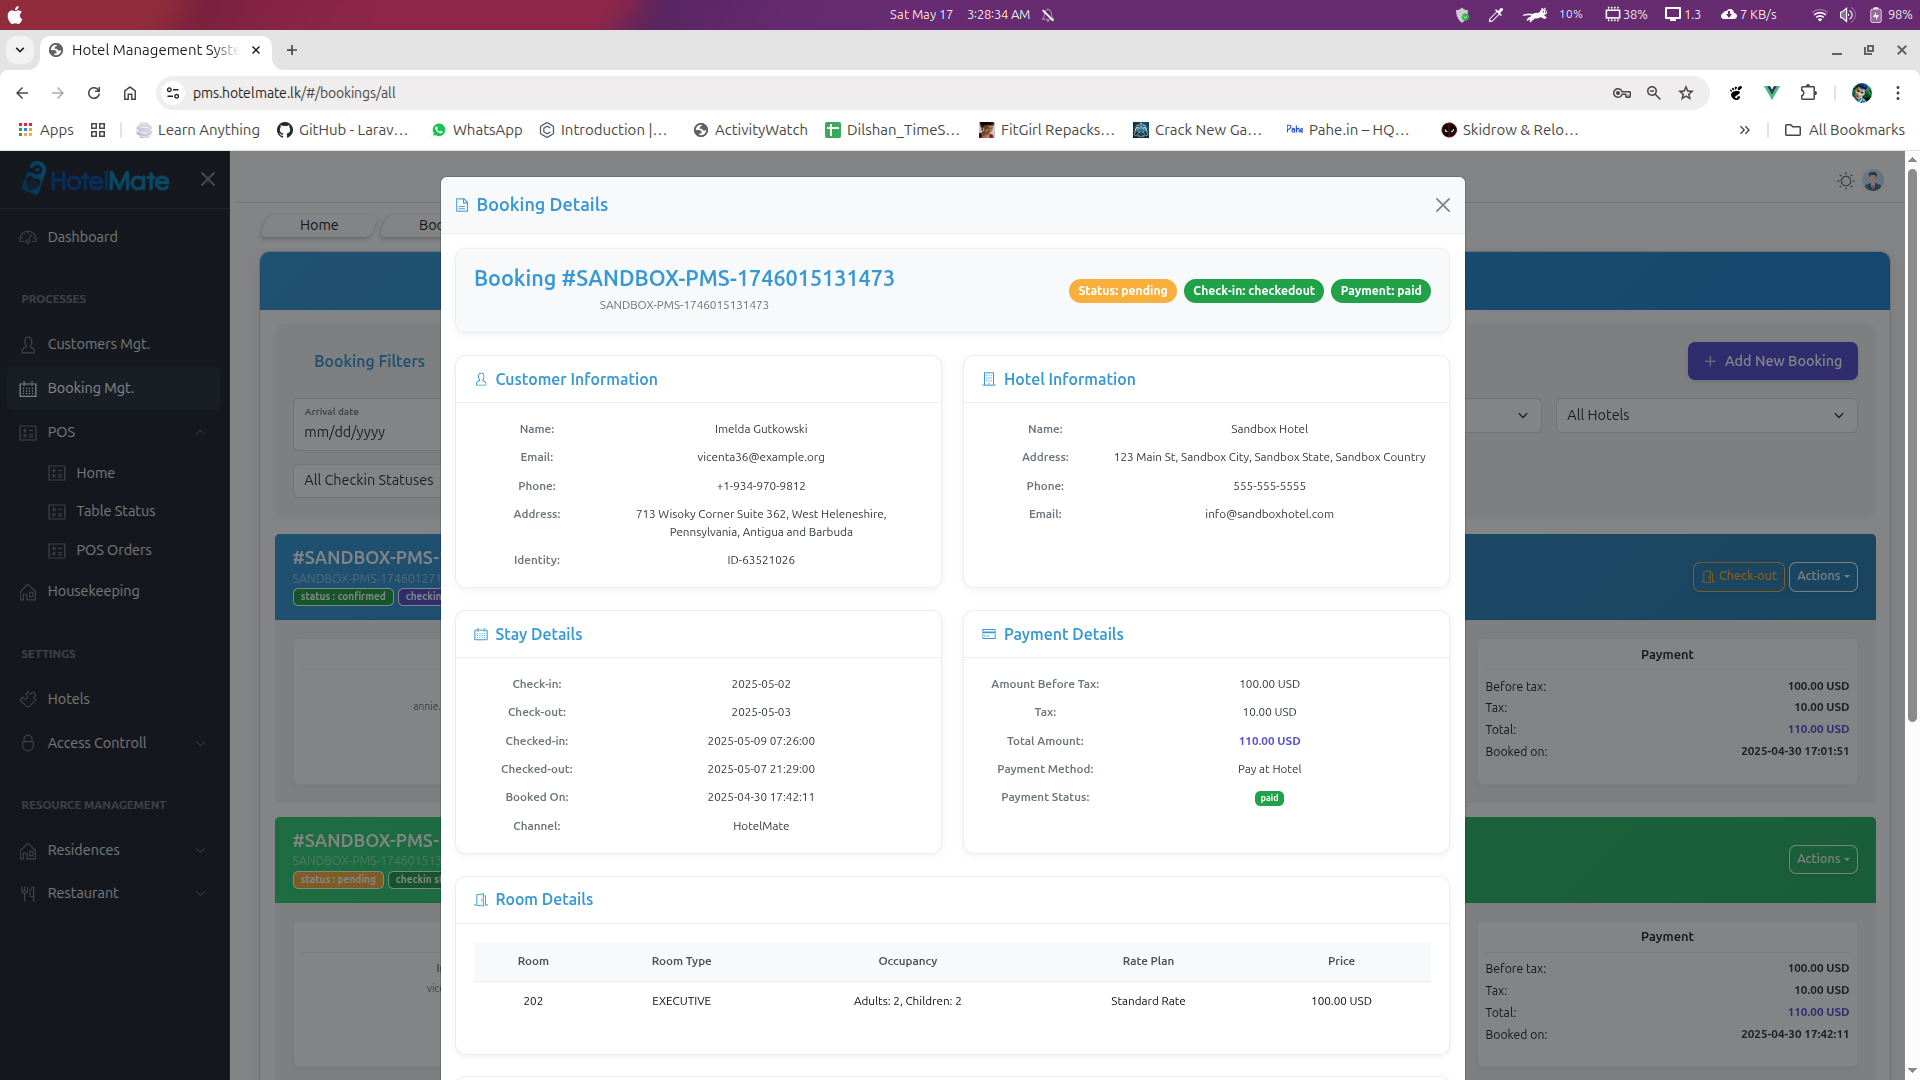 Sat May 17 3:28:34 AM
10% 38% 1.3 7 KB/s 98%
Hotel Management Syst
pms.hotelmate.lk/#/bookings/all
Apps Learn Anything GitHub - Larav… WhatsApp Introduction |… ActivityWatch Dilshan_TimeS… FitGirl Repacks… Crack New Ga… Pahe Pahe.in – HQ… Skidrow & Relo… All Bookmarks
HotelMate
Dashboard
PROCESSES
Customers Mgt.
Booking Mgt.
POS
Home
Table Status
POS Orders
Housekeeping
SETTINGS
Hotels
Access Controll
RESOURCE MANAGEMENT
Residences
Restaurant
Home
Boo
Booking Filters
Add New Booking
Arrival date
mm/dd/yyyy
All Hotels
All Checkin Statuses
#SANDBOX-PMS-
SANDBOX-PMS-174601271
status : confirmed checkin
Check-out Actions
annie.
Payment
Before tax: 100.00 USD
Tax: 10.00 USD
Total: 110.00 USD
Booked on: 2025-04-30 17:01:51
#SANDBOX-PMS-
SANDBOX-PMS-174601513
status : pending checkin st
Actions
vic
Payment
Before tax: 100.00 USD
Tax: 10.00 USD
Total: 110.00 USD
Booked on: 2025-04-30 17:42:11
Booking Details
Booking #SANDBOX-PMS-1746015131473
SANDBOX-PMS-1746015131473
Status: pending Check-in: checkedout Payment: paid
Customer Information
Name: Imelda Gutkowski
Email: vicenta36@example.org
Phone: +1-934-970-9812
Address: 713 Wisoky Corner Suite 362, West Heleneshire,
Pennsylvania, Antigua and Barbuda
Identity: ID-63521026
Hotel Information
Name: Sandbox Hotel
Address: 123 Main St, Sandbox City, Sandbox State, Sandbox Country
Phone: 555-555-5555
Email: info@sandboxhotel.com
Stay Details
Check-in: 2025-05-02
Check-out: 2025-05-03
Checked-in: 2025-05-09 07:26:00
Checked-out: 2025-05-07 21:29:00
Booked On: 2025-04-30 17:42:11
Channel: HotelMate
Payment Details
Amount Before Tax: 100.00 USD
Tax: 10.00 USD
Total Amount: 110.00 USD
Payment Method: Pay at Hotel
Payment Status: paid
Room Details
Room Room Type Occupancy Rate Plan Price
202 EXECUTIVE Adults: 2, Children: 2 Standard Rate 100.00 USD